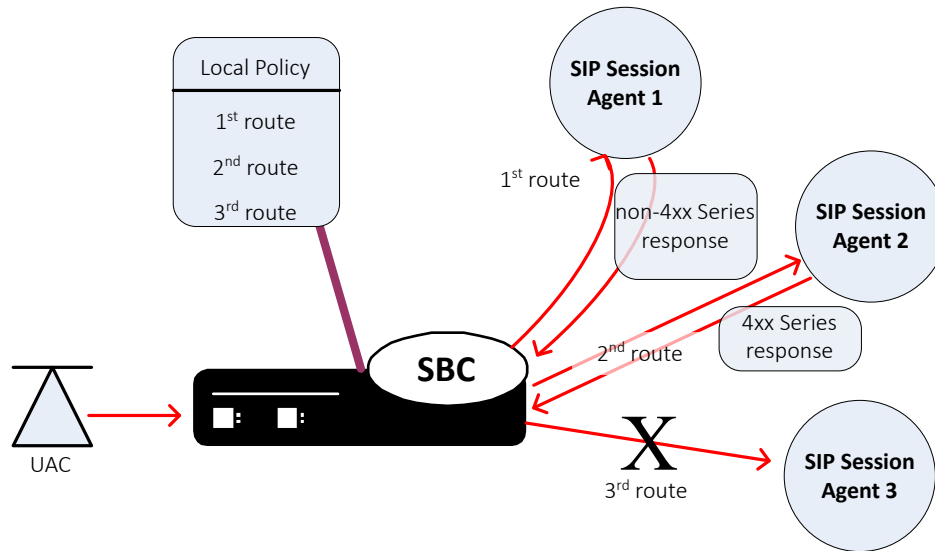 Local Policy
1st route
2nd route
3rd route
SIP Session
Agent 1
1st route
non-4xx Series
response
SIP Session
Agent 2
4xx Series
response
2nd route
SBC
UAC
X
3rd route
SIP Session
Agent 3